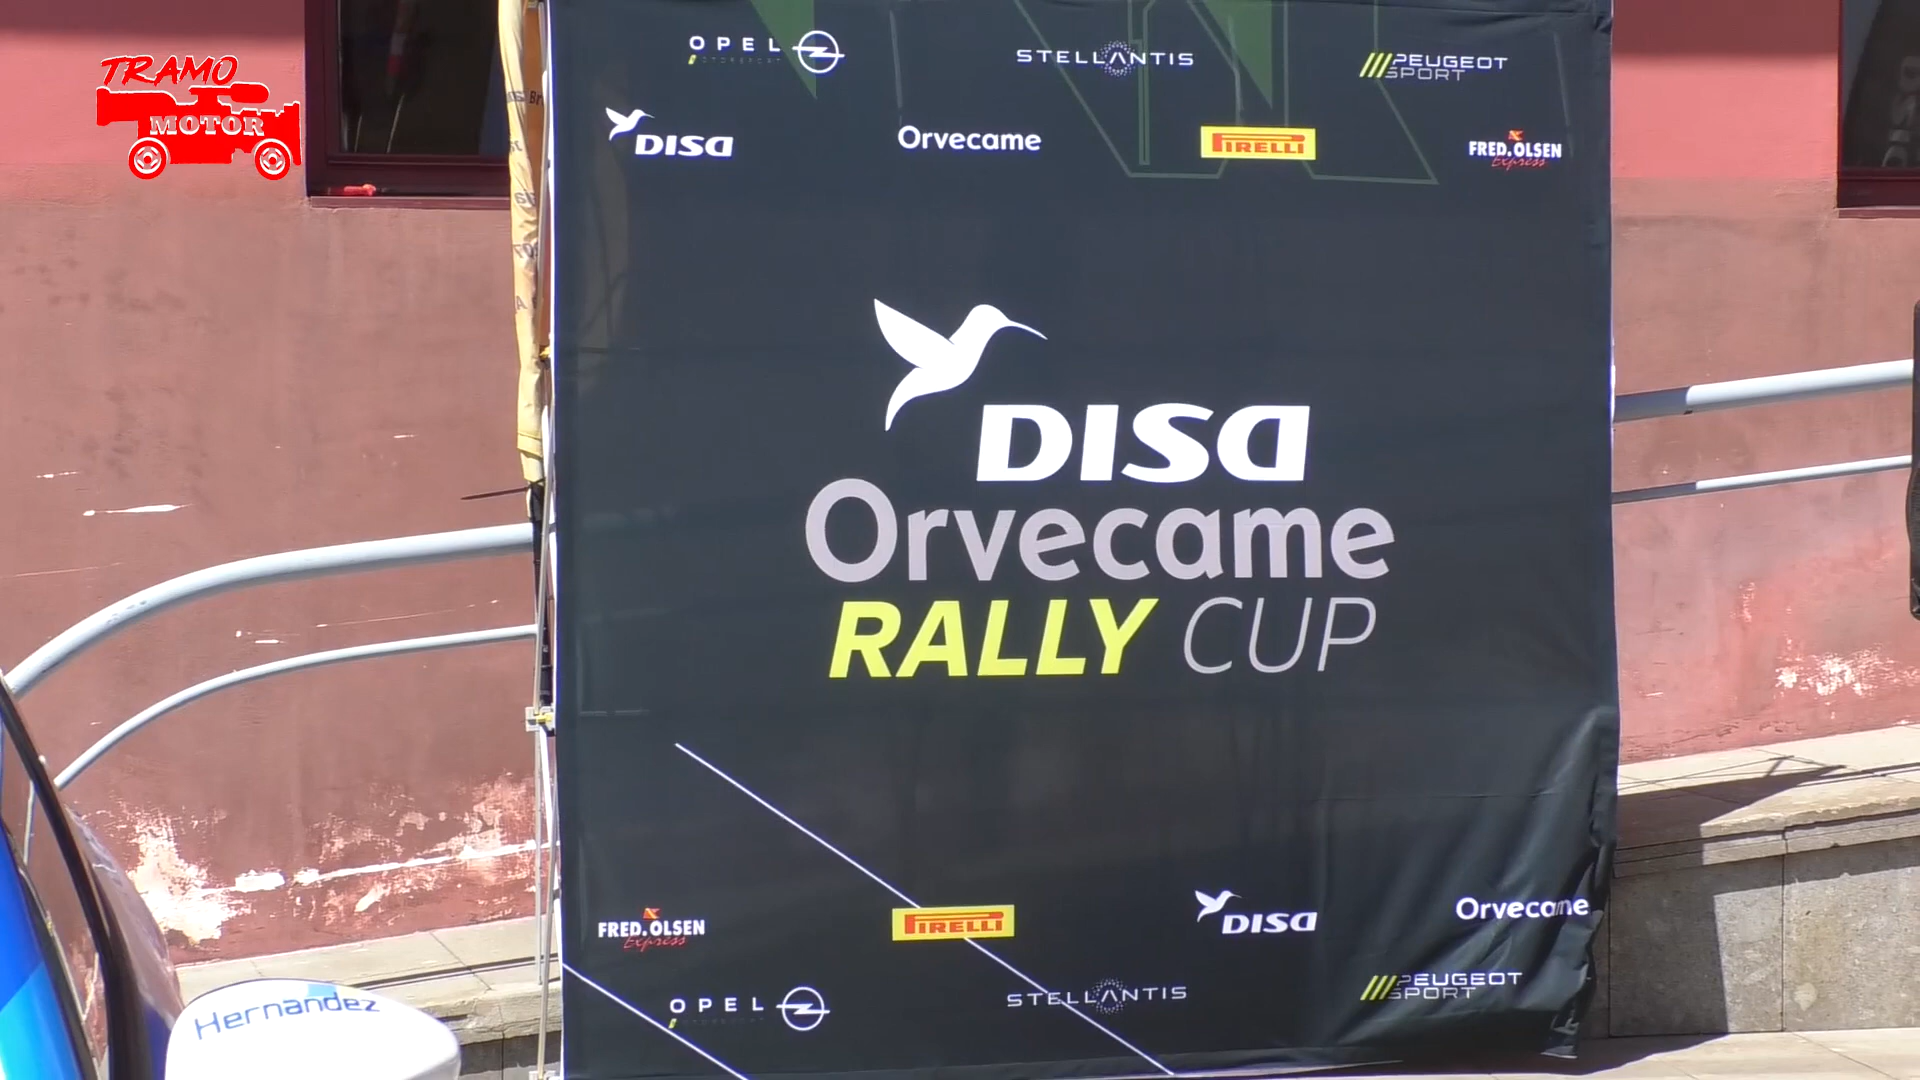 TRAMO
MOTOR
OPEL
STELLANTIS
PEUGEOT
SPORT
DISA
Orvecame
PIRELLI
FRED. OLSEN
Express
DISA
Orvecame
RALLY CUP
FRED. OLSEN
Express
PIRELLI
DISA
Orvecame
OPEL
STELLANTIS
PEUGEOT
SPORT
Hernandez